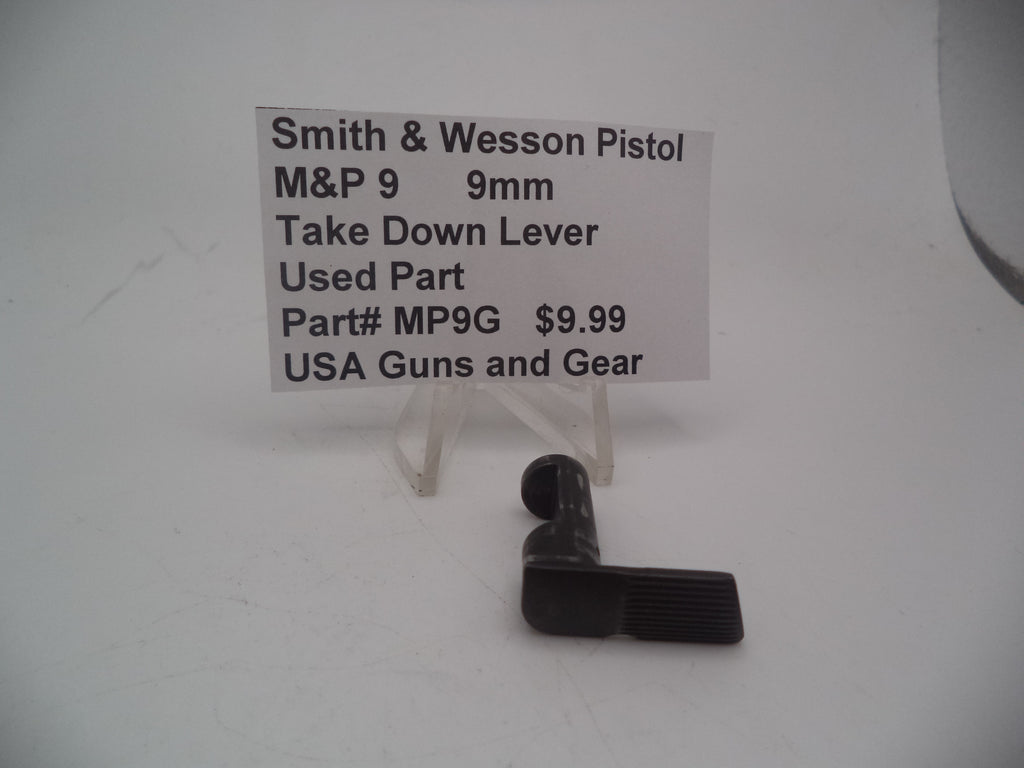 Smith & Wesson Pistol
M&P 9 9mm
Take Down Lever
Used Part
Part# MP9G $9.99
USA Guns and Gear